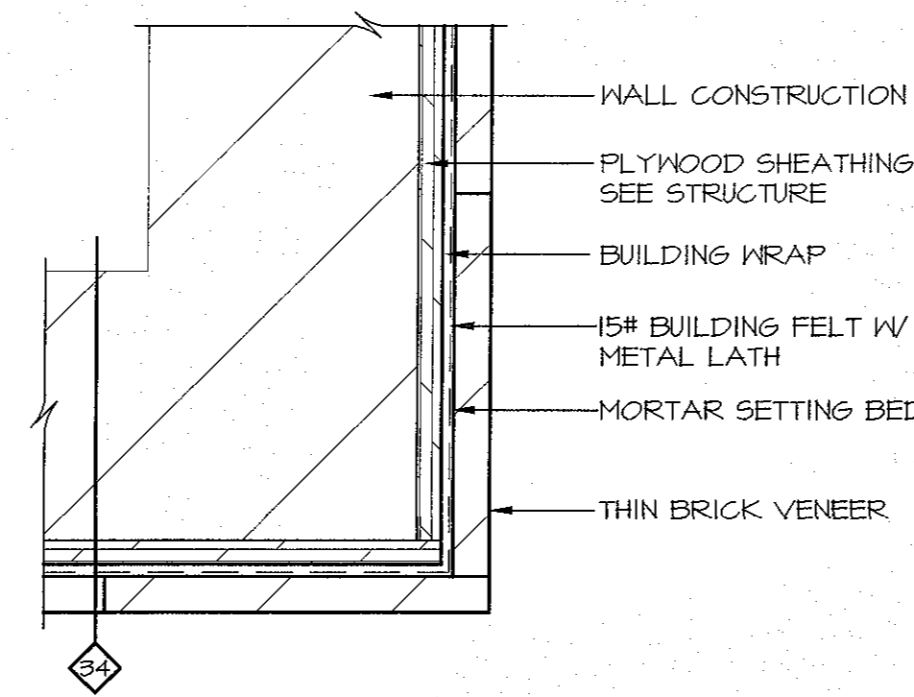 WALL CONSTRUCTION
PLYWOOD SHEATHING
SEE STRUCTURE
BUILDING WRAP
15# BUILDING FELT W/
METAL LATH
MORTAR SETTING BED
THIN BRICK VENEER
34